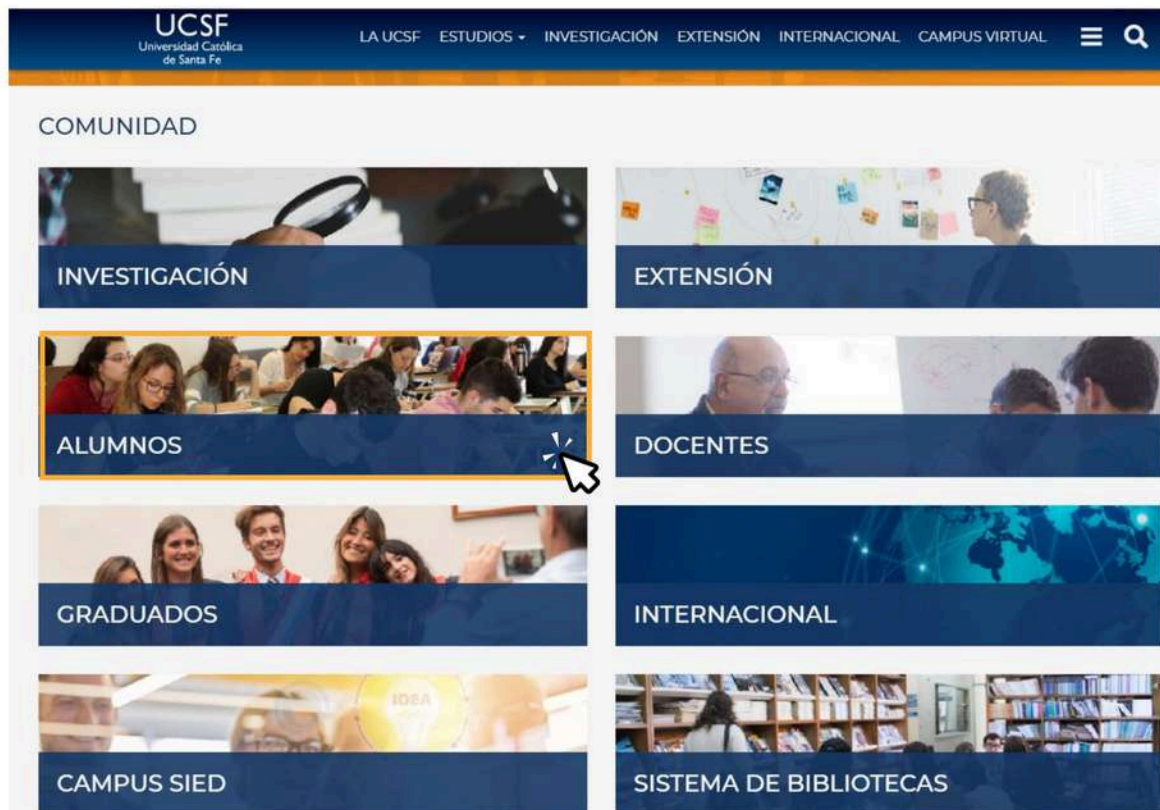 UCSF
Universidad Católica
de Santa Fe
LA UCSF ESTUDIOS INVESTIGACIÓN EXTENSIÓN INTERNACIONAL CAMPUS VIRTUAL
COMUNIDAD
INVESTIGACIÓN
EXTENSIÓN
ALUMNOS
DOCENTES
GRADUADOS
INTERNACIONAL
IDEA
CAMPUS SIED
SISTEMA DE BIBLIOTECAS